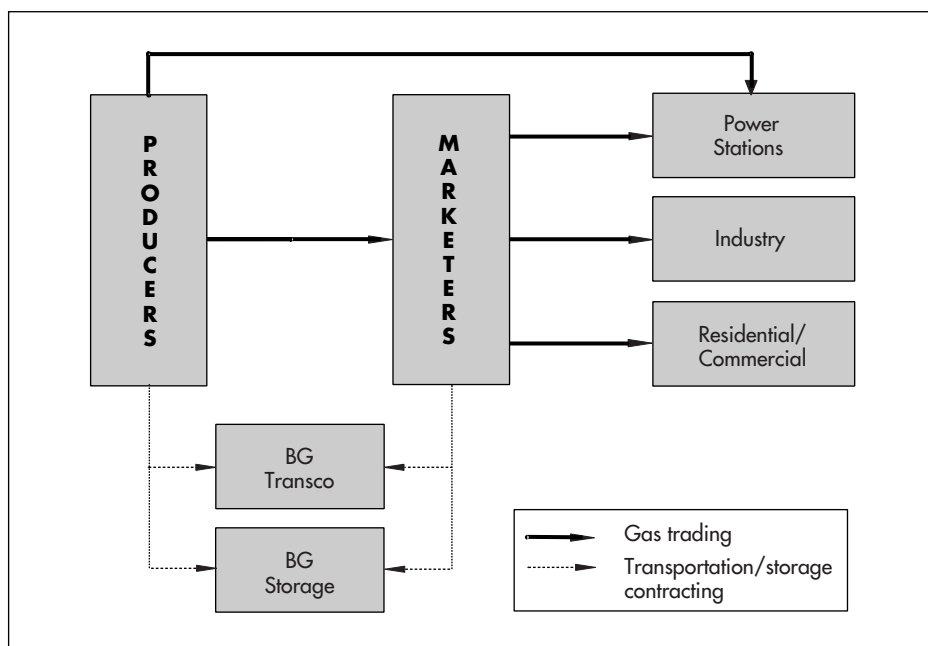 PRODUCERS
MARKETERS
Power
Stations
Industry
Residential/
Commercial
BG
Transco
BG
Storage
Gas trading
Transportation/storage
contracting